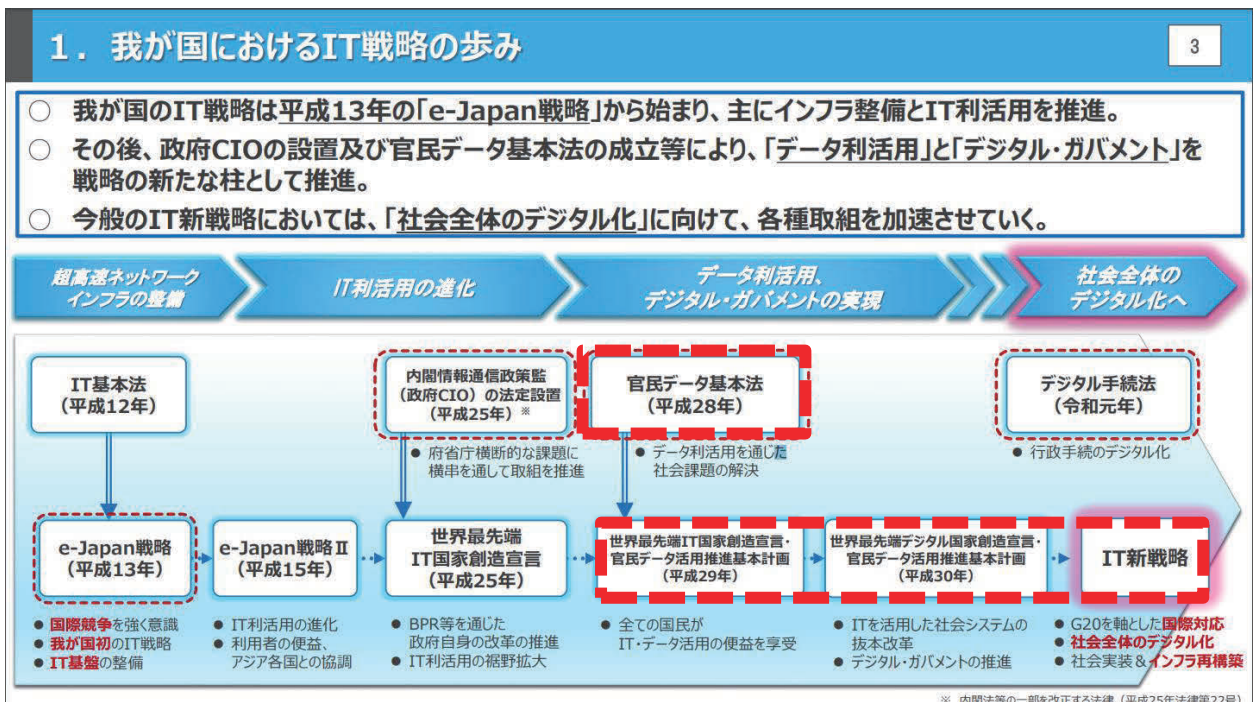 1．我が国におけるIT戦略の歩み
3
○ 我が国のIT戦略は平成13年の「e-Japan戦略」から始まり、主にインフラ整備とIT利活用を推進。
○ その後、政府CIOの設置及び官民データ基本法の成立等により、「データ利活用」と「デジタル・ガバメント」を
戦略の新たな柱として推進。
○ 今般のIT新戦略においては、「社会全体のデジタル化」に向けて、各種取組を加速させていく。
超高速ネットワーク
インフラの整備
IT利活用の進化
データ利活用、
デジタル・ガバメントの実現
社会全体の
デジタル化へ
IT基本法
（平成12年）
内閣情報通信政策監
（政府CIO）の法定設置
（平成25年）※
官民データ基本法
（平成28年）
デジタル手続法
（令和元年）
● 府省庁横断的な課題に
横串を通して取組を推進
● データ利活用を通じた
社会課題の解決
● 行政手続のデジタル化
e-Japan戦略
（平成13年）
e-Japan戦略Ⅱ
（平成15年）
世界最先端
IT国家創造宣言
（平成25年）
世界最先端IT国家創造宣言・
官民データ活用推進基本計画
（平成29年）
世界最先端デジタル国家創造宣言・
官民データ活用推進基本計画
（平成30年）
IT新戦略
● 国際競争を強く意識
● 我が国初のIT戦略
● IT基盤の整備
● IT利活用の進化
● 利用者の便益、
アジア各国との協調
● BPR等を通じた
政府自身の改革の推進
● IT利活用の裾野拡大
● 全ての国民が
IT・データ活用の便益を享受
● ITを活用した社会システムの
抜本改革
● デジタル・ガバメントの推進
● G20を軸とした国際対応
● 社会全体のデジタル化
● 社会実装＆インフラ再構築
※ 内閣法等の一部を改正する法律（平成25年法律第22号）